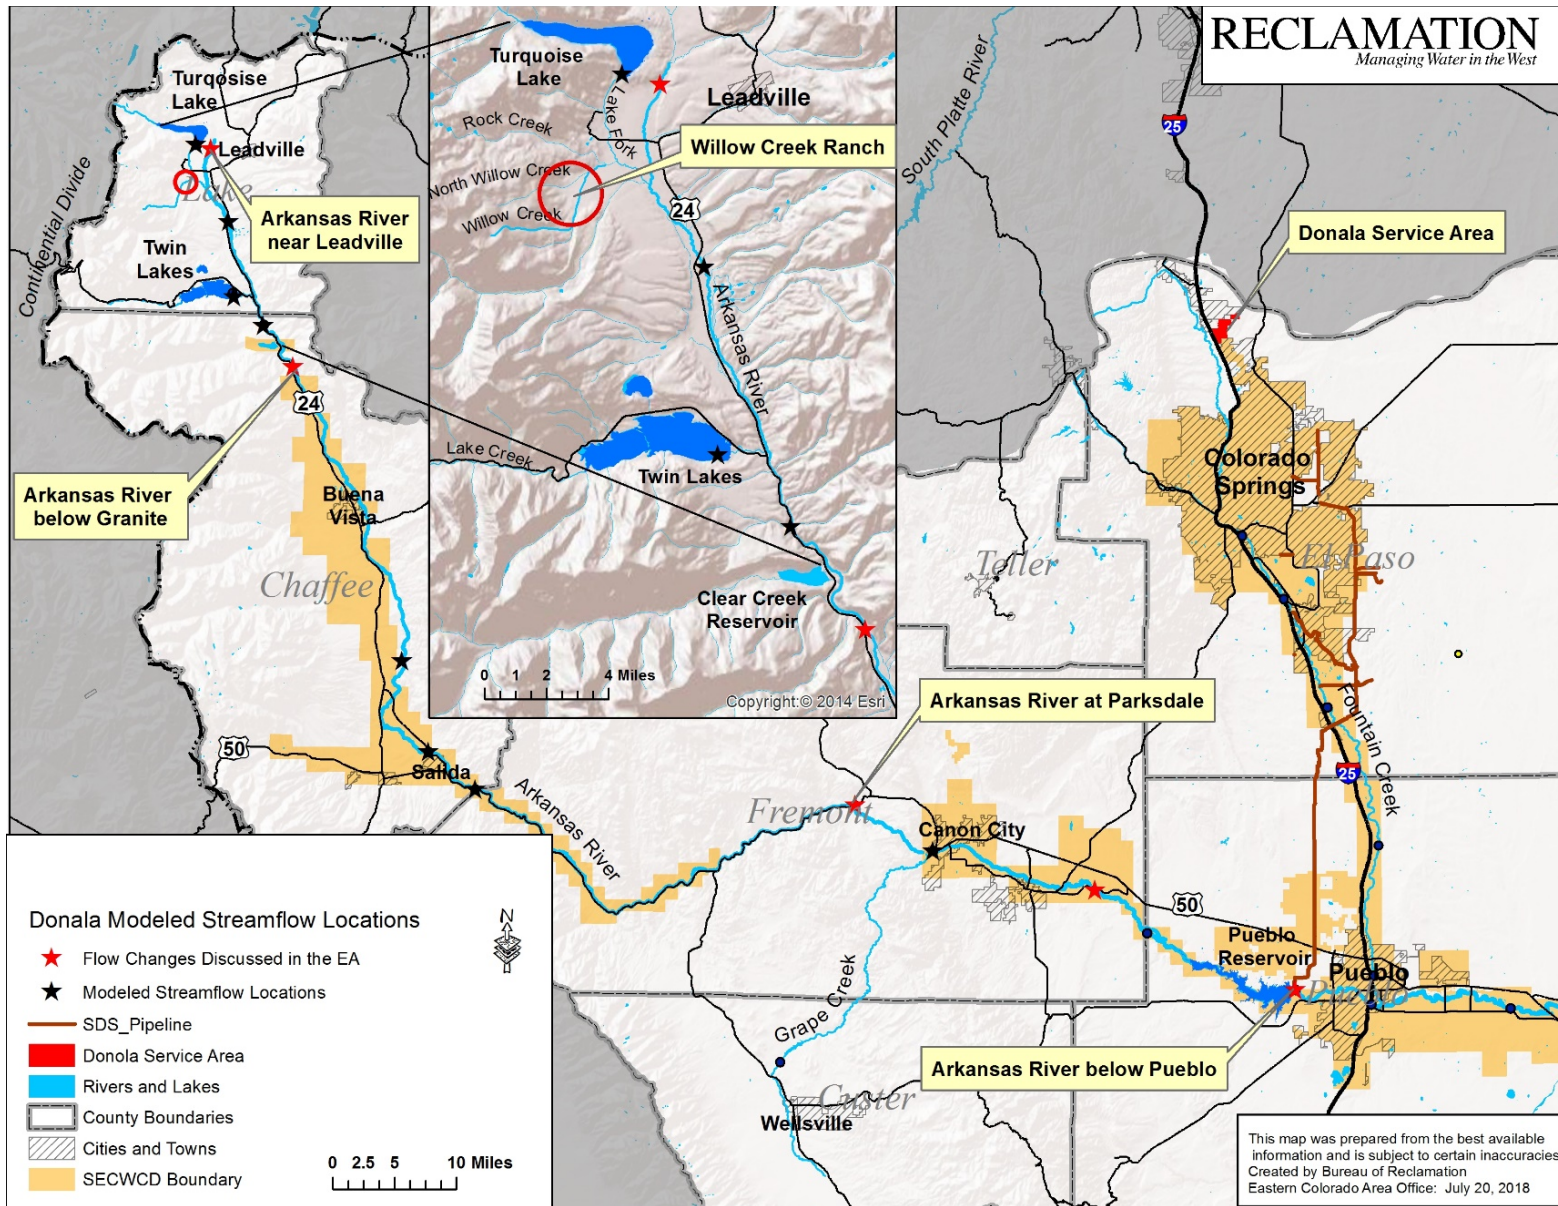 RECLAMATION
Managing Water in the West
Turqosise
Lake
Leadville
Lake
Continental Divide
Arkansas River
near Leadville
Twin
Lakes
24
Arkansas River
below Granite
Buena
Vista
Chaffee
50
Salida
Arkansas River
Turquoise
Lake
Leadville
Lake Fork
Rock Creek
Willow Creek Ranch
North Willow Creek
Willow Creek
24
Arkansas River
Lake Creek
Twin Lakes
Clear Creek
Reservoir
0 1 2 4 Miles
Copyright:© 2014 Esri
South Platte River
25
Donala Service Area
Colorado
Springs
Teller
El Paso
Fountain Creek
25
Arkansas River at Parksdale
Fremont
Canon City
50
Pueblo
Reservoir
Pueblo
Pueblo
Grape Creek
Arkansas River below Pueblo
Custer
Wellsville
Donala Modeled Streamflow Locations
N
Flow Changes Discussed in the EA
Modeled Streamflow Locations
SDS_Pipeline
Donola Service Area
Rivers and Lakes
County Boundaries
Cities and Towns
SECWCD Boundary
0 2.5 5 10 Miles
This map was prepared from the best available
information and is subject to certain inaccuracies
Created by Bureau of Reclamation
Eastern Colorado Area Office: July 20, 2018